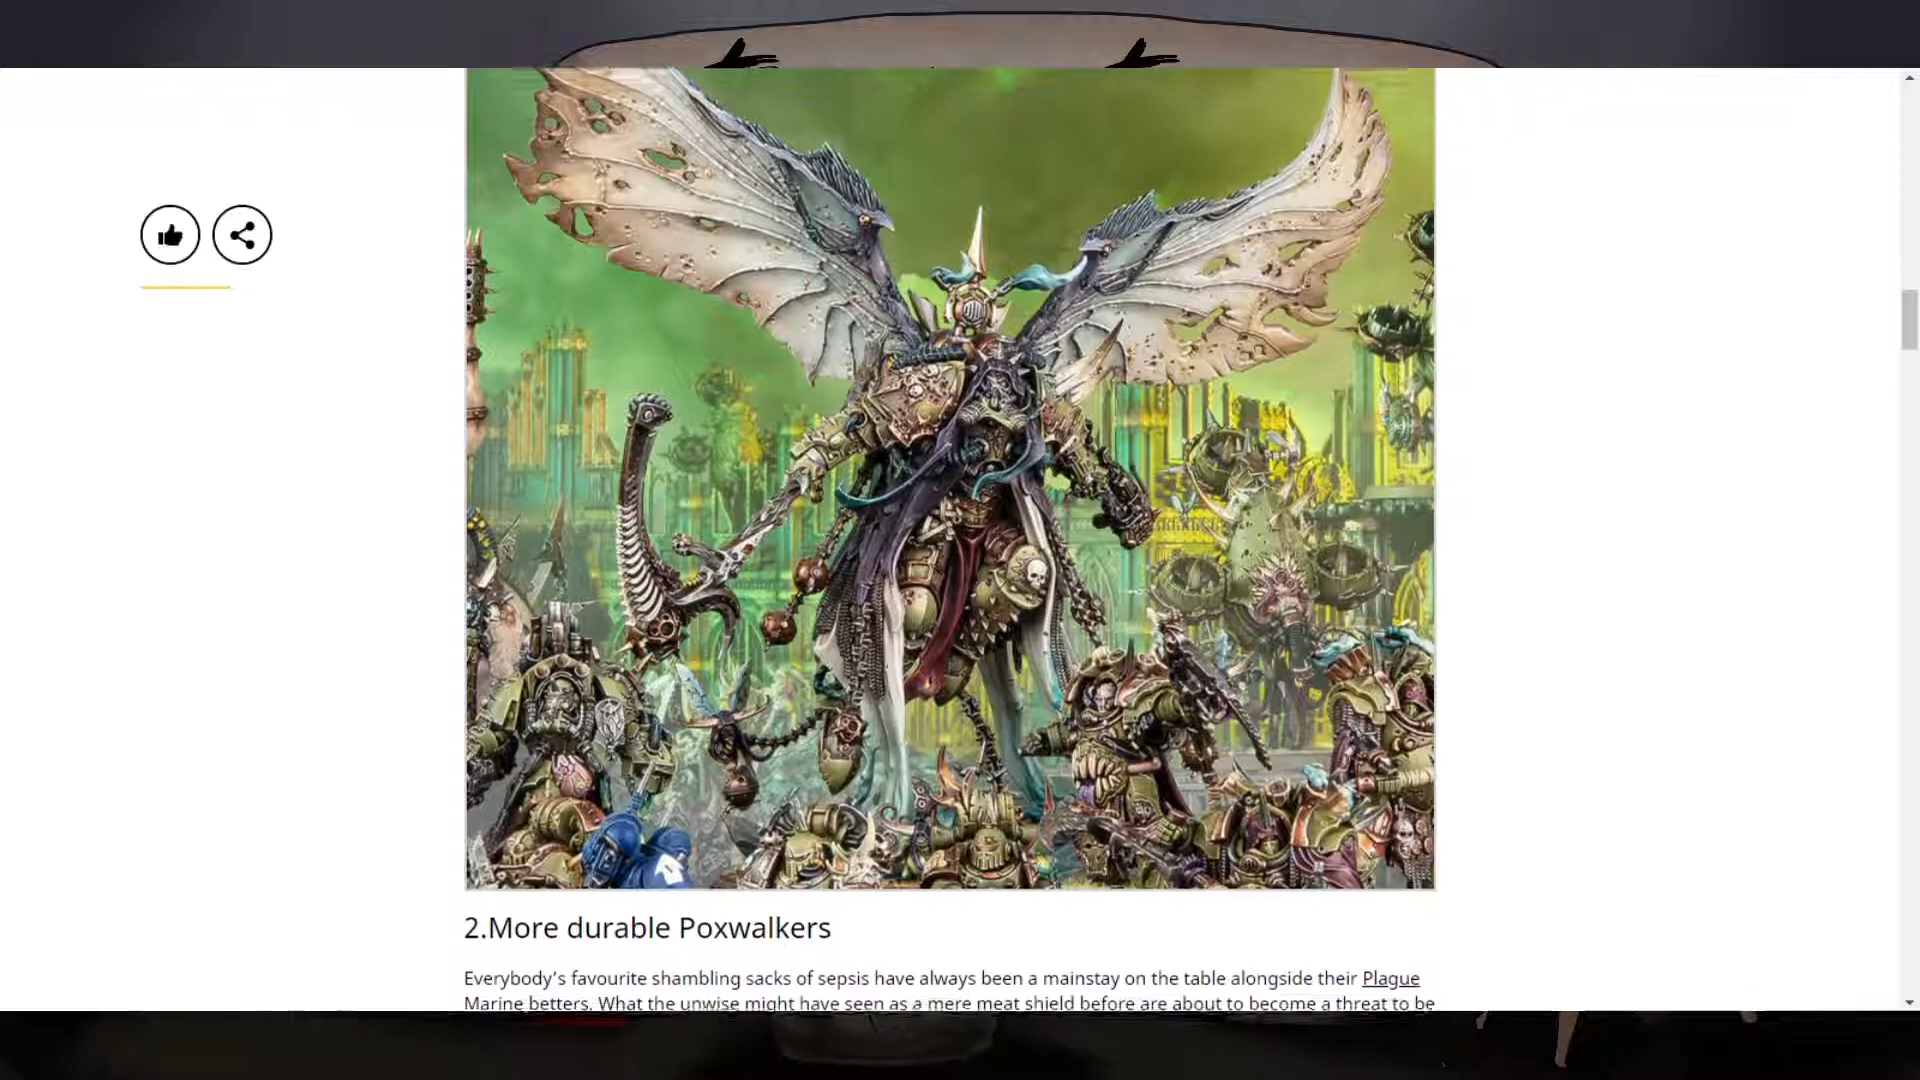 2.More durable Poxwalkers
Everybody’s favourite shambling sacks of sepsis have always been a mainstay on the table alongside their Plague
Marine betters. What the unwise might have seen as a mere meat shield before are about to become a threat to be